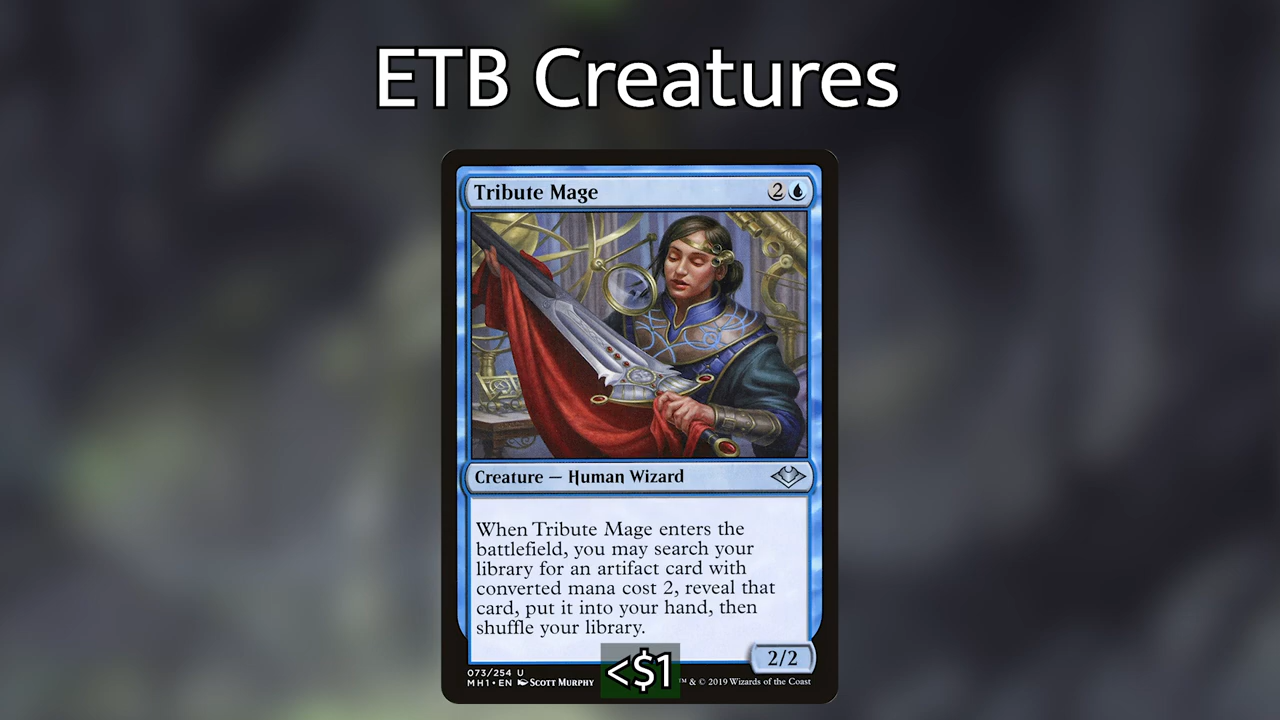 ETB Creatures
Tribute Mage 2
Creature — Human Wizard
When Tribute Mage enters the
battlefield, you may search your
library for an artifact card with
converted mana cost 2, reveal that
card, put it into your hand, then
shuffle your library.
2/2
<$1
073/254 U
MH1 • EN Scott Murphy
™ & © 2019 Wizards of the Coast